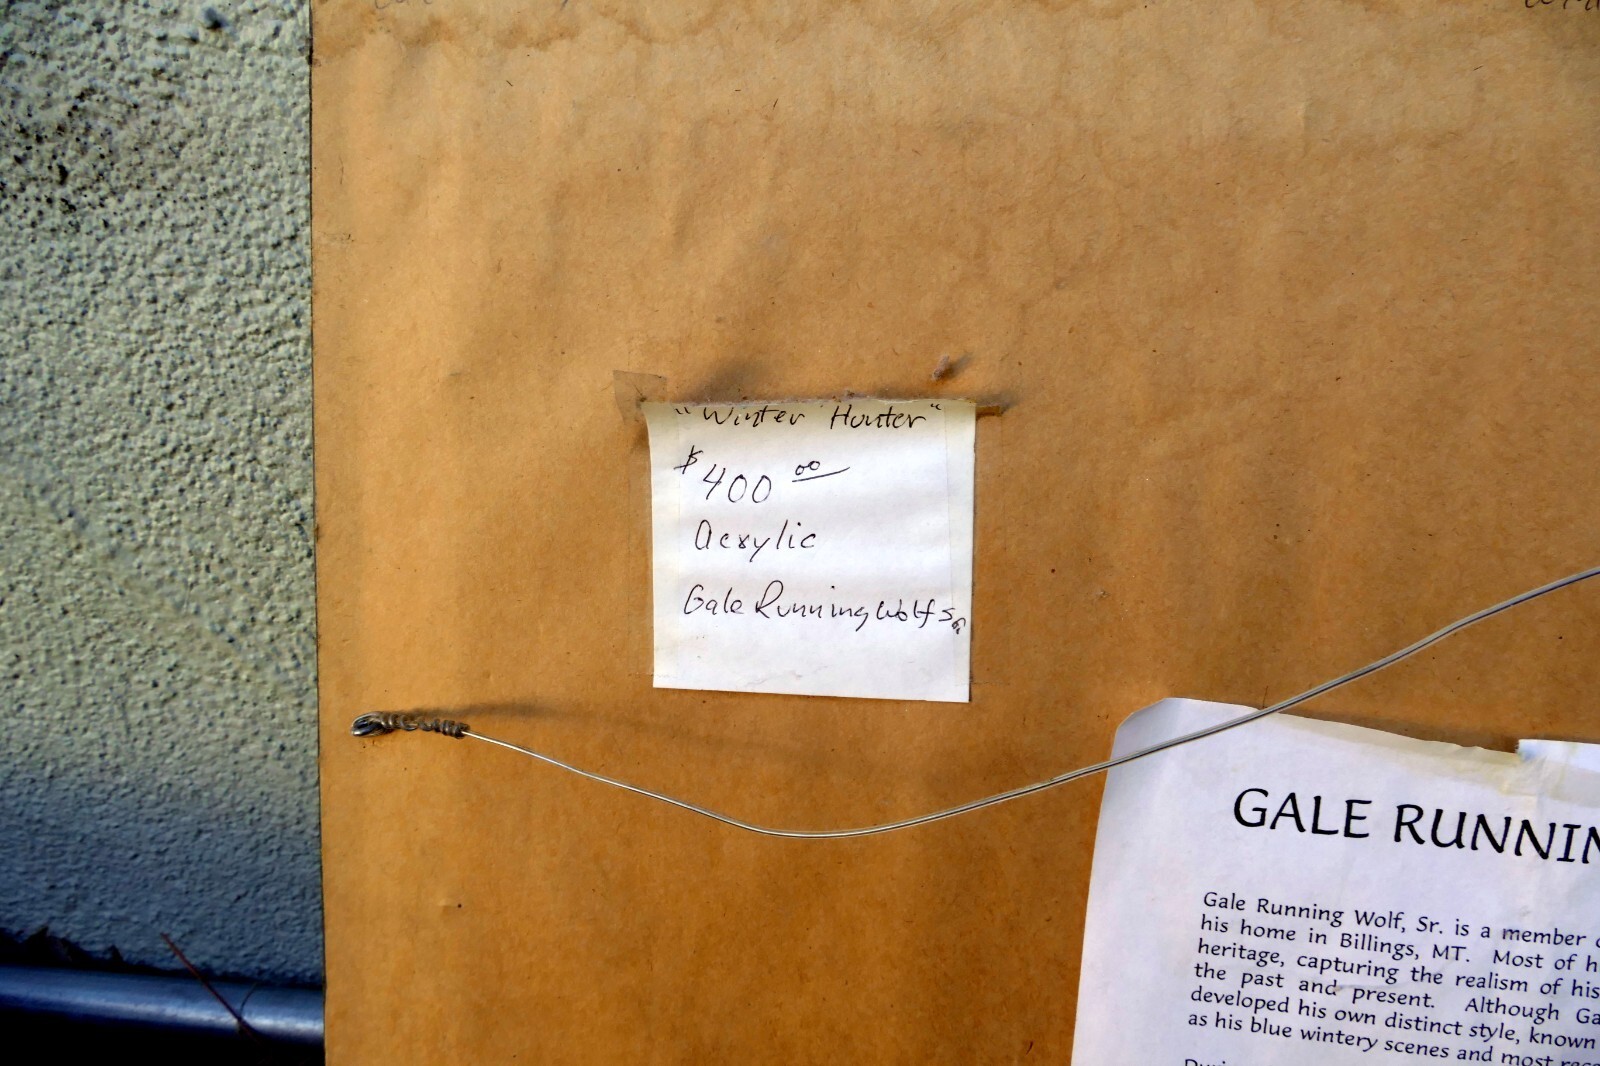 "Winter Hunter"
$400 00
Acrylic
Gale Running Wolf Sr
GALE RUNNIN
Gale Running Wolf, Sr. is a member
his home in Billings, MT. Most of h
heritage, capturing the realism of his
the past and present. Although Ga
developed his own distinct style, known
as his blue wintery scenes and most rec